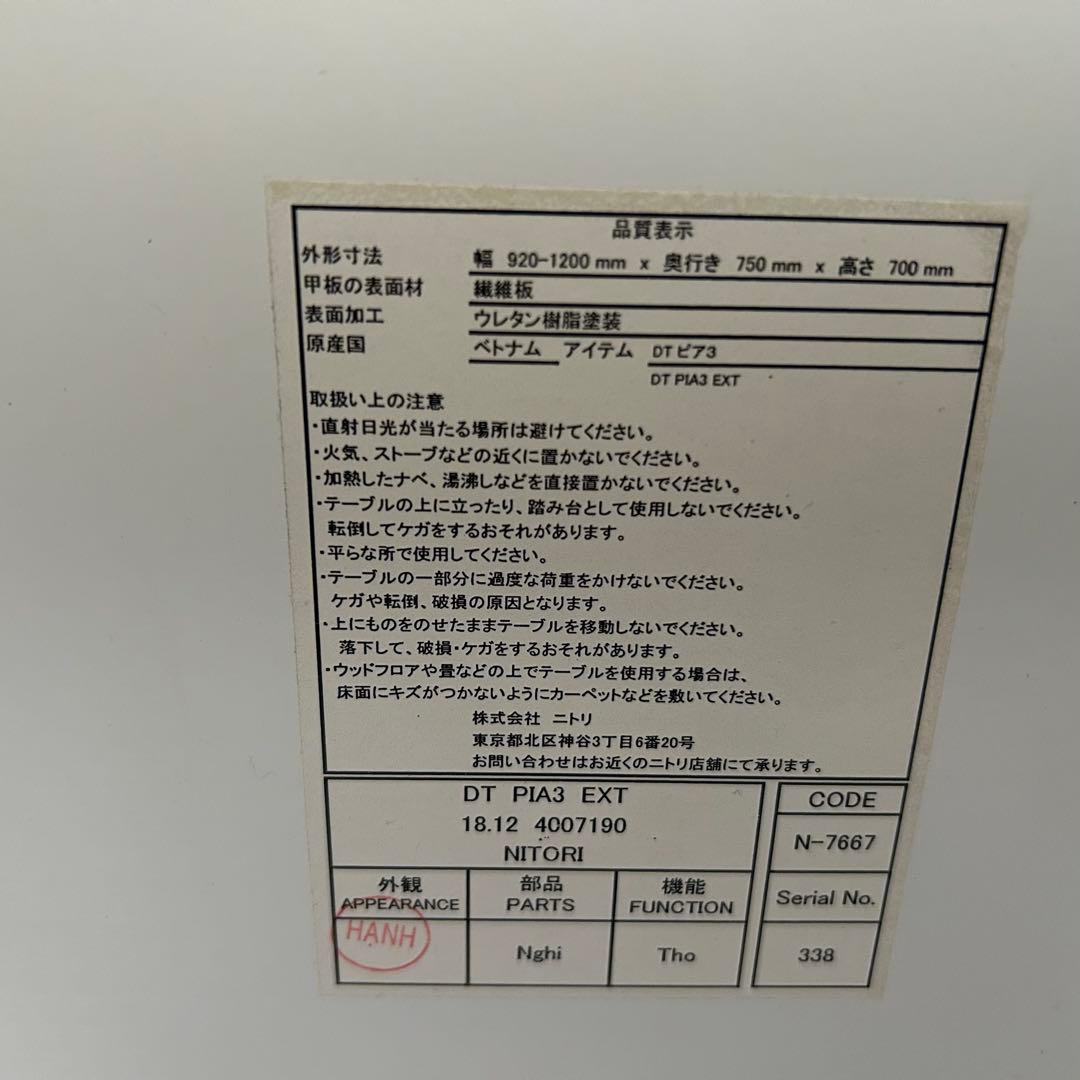 品質表示
外形寸法 幅 920-1200 mm x 奥行き 750 mm x 高さ 700 mm
甲板の表面材 繊維板
表面加工 ウレタン樹脂塗装
原産国 ベトナム アイテム DT ピア3
DT PIA3 EXT
取扱い上の注意
・直射日光が当たる場所は避けてください。
・火気、ストーブなどの近くに置かないでください。
・加熱したナベ、湯沸しなどを直接置かないでください。
・テーブルの上に立ったり、踏み台として使用しないでください。
転倒してケガをするおそれがあります。
・平らな所で使用してください。
・テーブルの一部分に過度な荷重をかけないでください。
ケガや転倒、破損の原因となります。
・上にものをのせたままテーブルを移動しないでください。
落下して、破損・ケガをするおそれがあります。
・ウッドフロアや畳などの上でテーブルを使用する場合は、
床面にキズがつかないようにカーペットなどを敷いてください。
株式会社 ニトリ
東京都北区神谷3丁目6番20号
お問い合わせはお近くのニトリ店舗にて承ります。
DT PIA3 EXT
18.12 4007190
NITORI
CODE
N-7667
外観 部品 機能
APPEARANCE PARTS FUNCTION Serial No.
HANH Nghi Tho 338